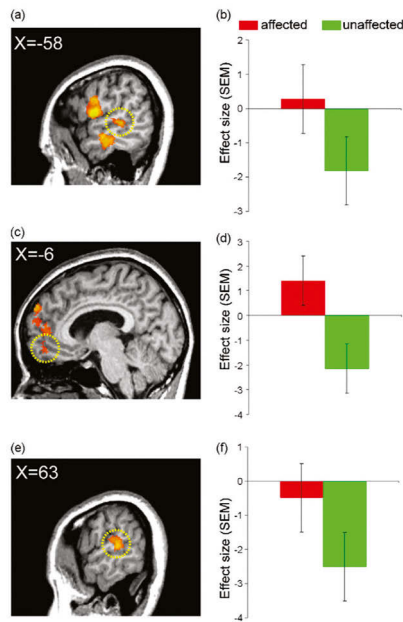 (a)
X=-58
(b)
affected
unaffected
Effect size (SEM)
2
1
0
-1
-2
-3
(c)
X=-6
(d)
Effect size (SEM)
4
3
2
1
0
-1
-2
-3
-4
(e)
X=63
(f)
Effect size (SEM)
1
0
-1
-2
-3
-4